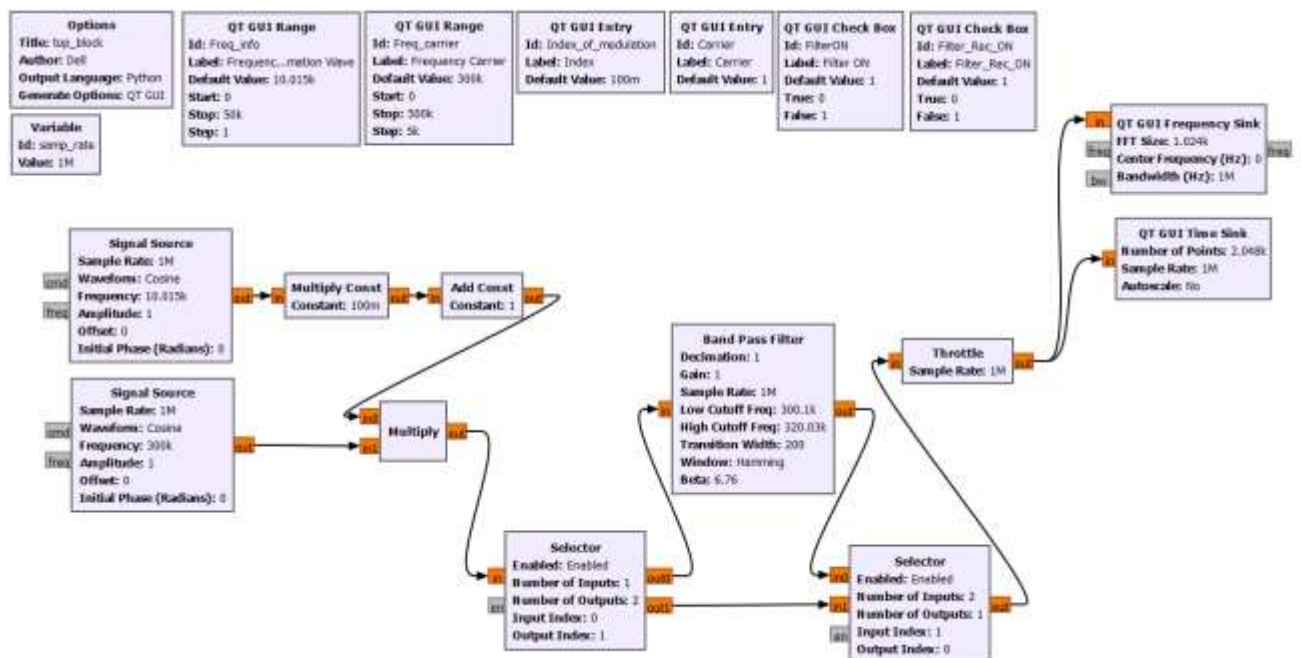 Options
Title: top_block
Author: Dell
Output Language: Python
Generate Options: QT GUI
Variable
Id: samp_rate
Value: 1M
QT GUI Range
Id: Freq_info
Label: Frequenc...mation Wave
Default Value: 10.015k
Start: 0
Stop: 50k
Step: 1
QT GUI Range
Id: Freq_carrier
Label: Frequency Carrier
Default Value: 300k
Start: 0
Stop: 500k
Step: 5k
QT GUI Entry
Id: Index_of_modulation
Label: Index
Default Value: 100m
QT GUI Entry
Id: Carrier
Label: Carrier
Default Value: 1
QT GUI Check Box
Id: FilterON
Label: Filter ON
Default Value: 1
True: 0
False: 1
QT GUI Check Box
Id: Filter_Rec_ON
Label: Filter_Rec_ON
Default Value: 1
True: 0
False: 1
in
freq
bw
QT GUI Frequency Sink
FFT Size: 1.024k
Center Frequency (Hz): 0
Bandwidth (Hz): 1M
freq
in
QT GUI Time Sink
Number of Points: 2.048k
Sample Rate: 1M
Autoscale: No
cmd
freq
Signal Source
Sample Rate: 1M
Waveform: Cosine
Frequency: 10.015k
Amplitude: 1
Offset: 0
Initial Phase (Radians): 0
out
in
Multiply Const
Constant: 100m
out
in
Add Const
Constant: 1
out
cmd
freq
Signal Source
Sample Rate: 1M
Waveform: Cosine
Frequency: 300k
Amplitude: 1
Offset: 0
Initial Phase (Radians): 0
out
in0
in1
Multiply
out
in
Band Pass Filter
Decimation: 1
Gain: 1
Sample Rate: 1M
Low Cutoff Freq: 300.1k
High Cutoff Freq: 320.03k
Transition Width: 200
Window: Hamming
Beta: 6.76
out
in
Throttle
Sample Rate: 1M
out
in
en
Selector
Enabled: Enabled
Number of Inputs: 1
Number of Outputs: 2
Input Index: 0
Output Index: 1
out0
out1
in0
in1
en
Selector
Enabled: Enabled
Number of Inputs: 2
Number of Outputs: 1
Input Index: 1
Output Index: 0
out